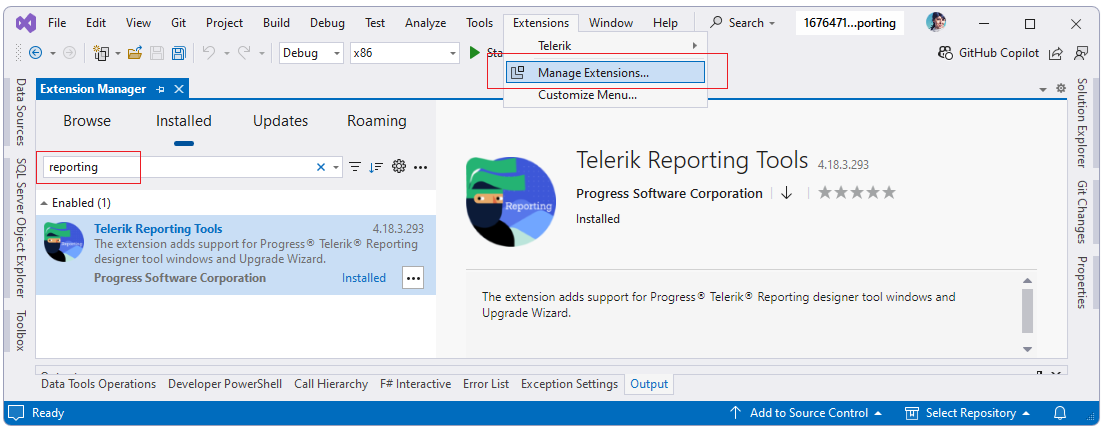 File Edit View Git Project Build Debug Test Analyze Tools Extensions Window Help Search 1676471...porting
Debug x86 Sta GitHub Copilot
Telerik
Manage Extensions...
Customize Menu...
Data Sources
SQL Server Object Explorer
Toolbox
Extension Manager
Browse Installed Updates Roaming
reporting
Enabled (1)
Reporting
Telerik Reporting Tools 4.18.3.293
The extension adds support for Progress® Telerik® Reporting
designer tool windows and Upgrade Wizard.
Progress Software Corporation Installed
Reporting
Telerik Reporting Tools 4.18.3.293
Progress Software Corporation
Installed
The extension adds support for Progress® Telerik® Reporting designer tool windows and
Upgrade Wizard.
Solution Explorer
Git Changes
Properties
Data Tools Operations Developer PowerShell Call Hierarchy F# Interactive Error List Exception Settings Output
Ready Add to Source Control Select Repository